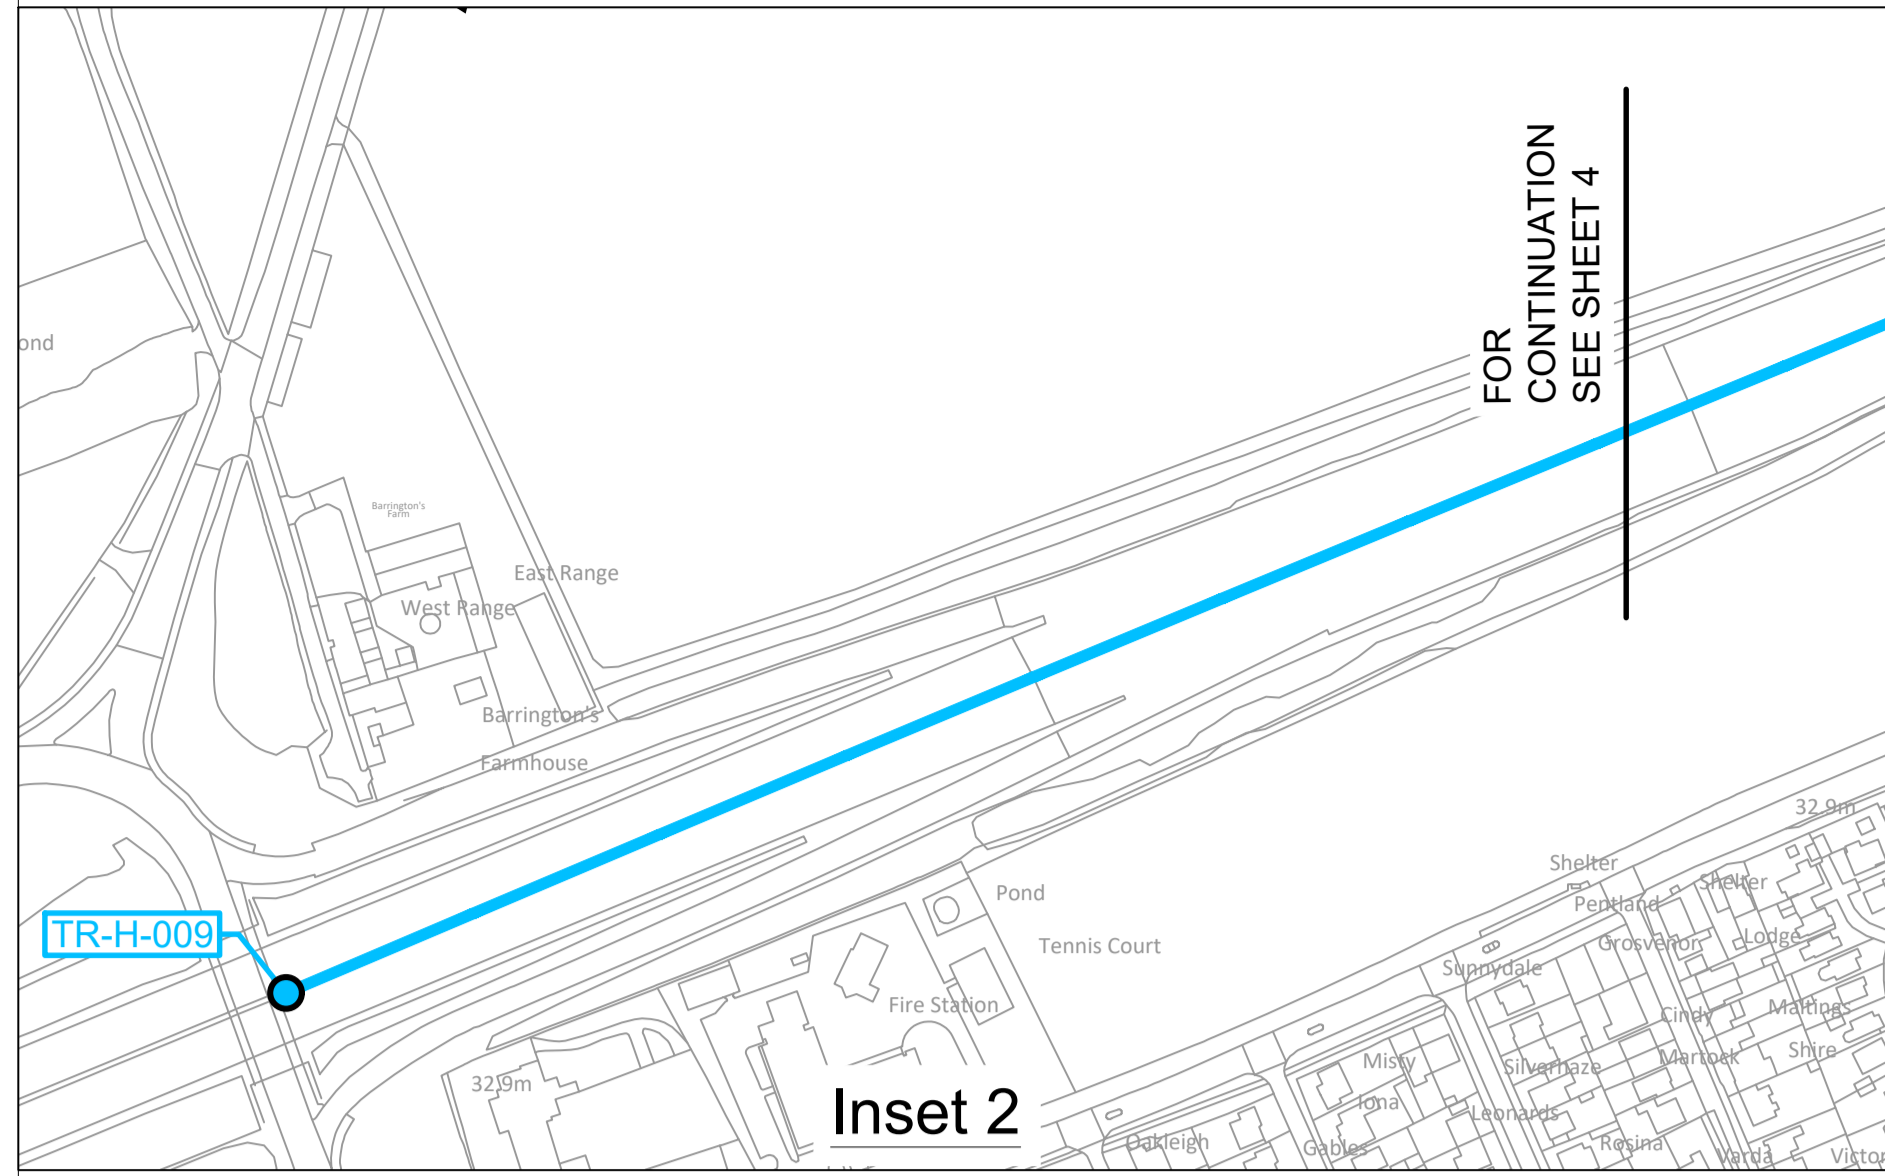 FOR
CONTINUATION
SEE SHEET 4
ond
Barrington's
Farm
East Range
West Range
Barrington's
Farmhouse
TR-H-009
32.9m
Shelter
Shelter
Pentland
Pond
Grosvenor
Lodge
Tennis Court
Sunnydale
Fire Station
Cindy
Maltings
Misty
Silverhaze
Martock
Shire
32.9m
Iona
Leonards
Inset 2
Oakleigh
Gables
Rosina
Varda
Victor